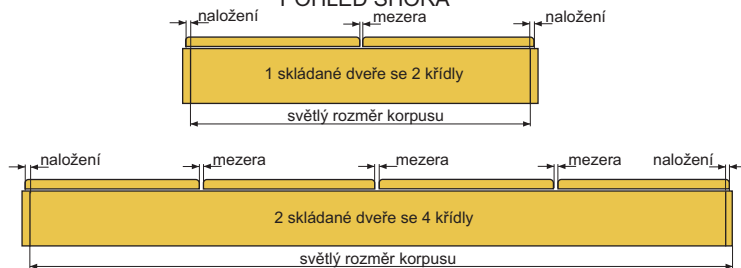 POHLED SHORA
naložení mezera naložení
1 skládané dveře se 2 křídly
světlý rozměr korpusu
naložení mezera mezera mezera naložení
2 skládané dveře se 4 křídly
světlý rozměr korpusu